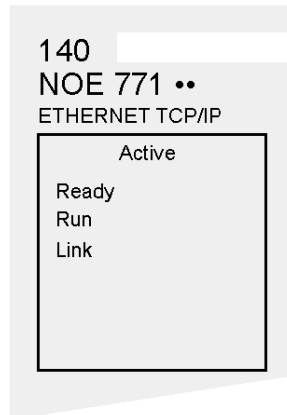 140
NOE 771 ••
ETHERNET TCP/IP
Active
Ready
Run
Link